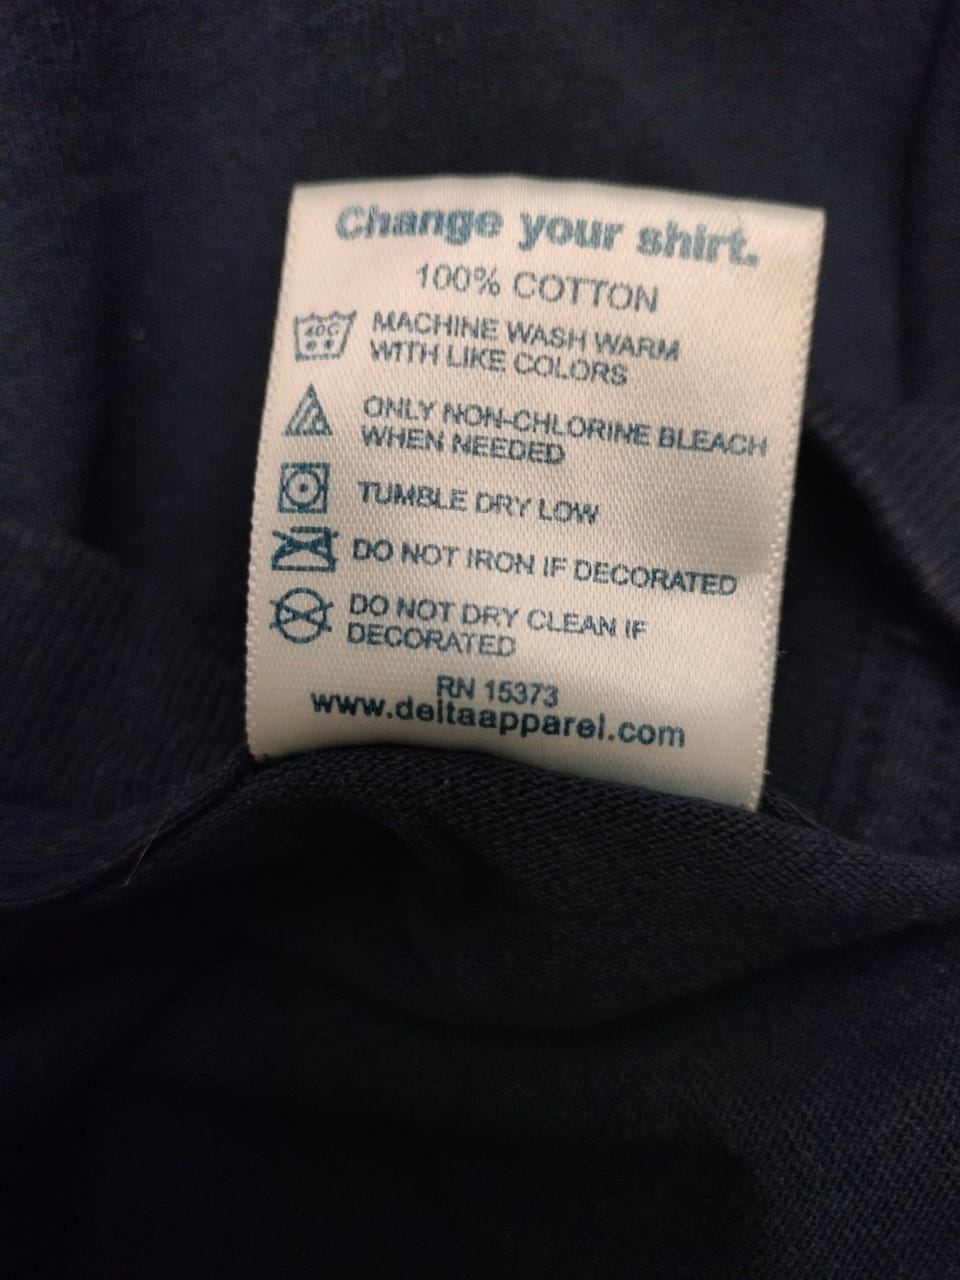 Change your shirt.
100% COTTON
40C
MACHINE WASH WARM
WITH LIKE COLORS
ONLY NON-CHLORINE BLEACH
WHEN NEEDED
TUMBLE DRY LOW
DO NOT IRON IF DECORATED
DO NOT DRY CLEAN IF
DECORATED
RN 15373
www.deltaapparel.com